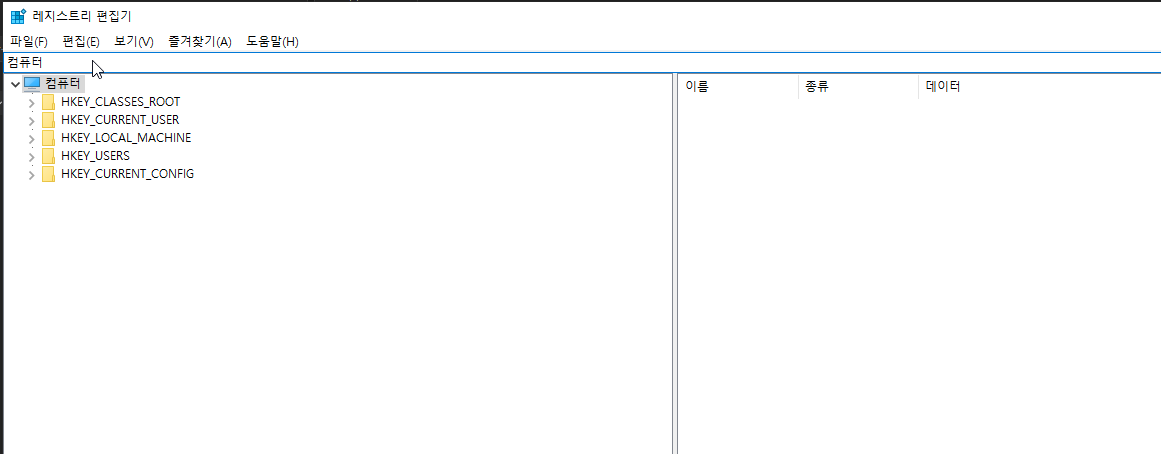 레지스트리 편집기
파일(F) 편집(E) 보기(V) 즐겨찾기(A) 도움말(H)
컴퓨터
컴퓨터
HKEY_CLASSES_ROOT
HKEY_CURRENT_USER
HKEY_LOCAL_MACHINE
HKEY_USERS
HKEY_CURRENT_CONFIG
이름 종류 데이터